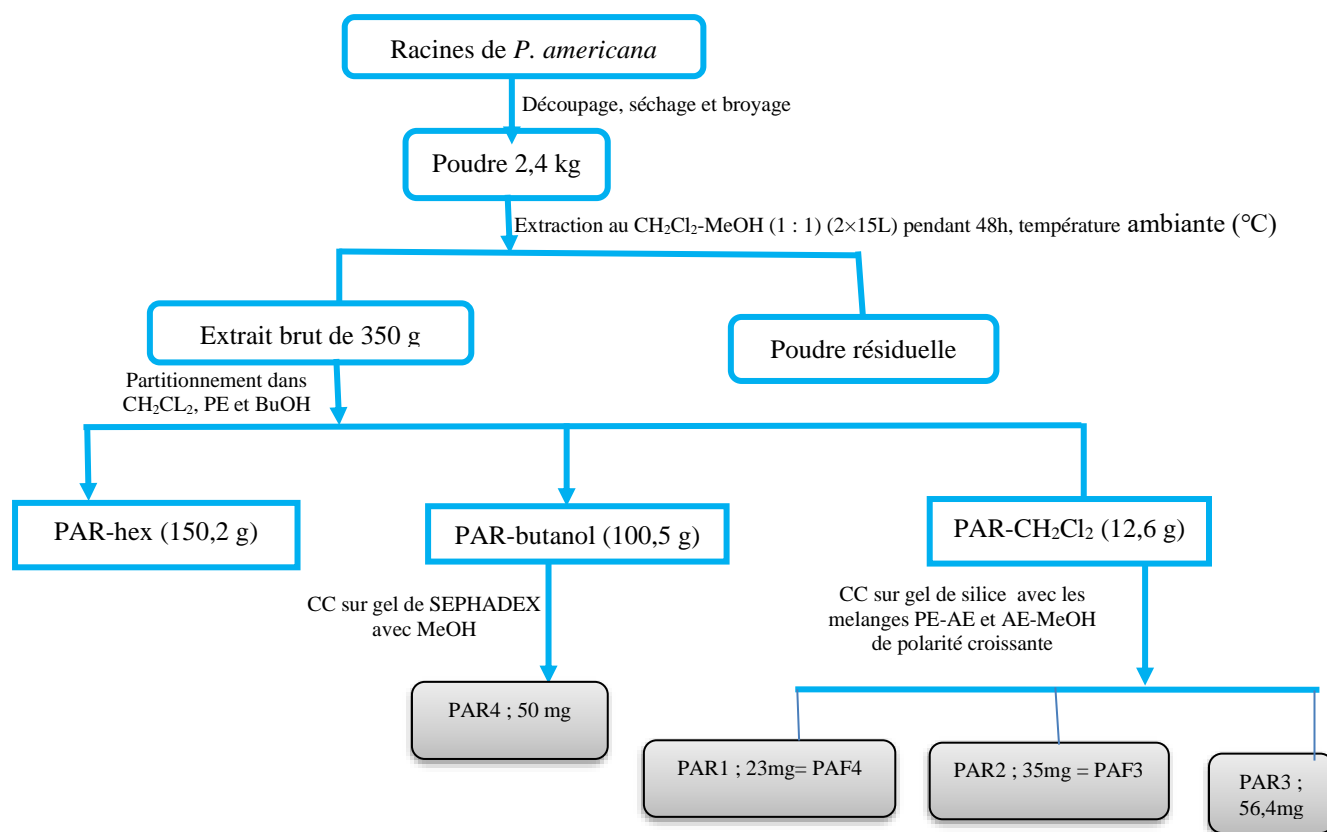 Racines de P. americana
Découpage, séchage et broyage
Poudre 2,4 kg
Extraction au CH₂Cl₂-MeOH (1 : 1) (2×15L) pendant 48h, température ambiante (°C)
Extrait brut de 350 g
Poudre résiduelle
Partitionnement dans
CH₂CL₂, PE et BuOH
PAR-hex (150,2 g)
PAR-butanol (100,5 g)
PAR-CH₂Cl₂ (12,6 g)
CC sur gel de SEPHADEX
avec MeOH
CC sur gel de silice avec les
melanges PE-AE et AE-MeOH
de polarité croissante
PAR4 ; 50 mg
PAR1 ; 23mg= PAF4
PAR2 ; 35mg = PAF3
PAR3 ;
56,4mg